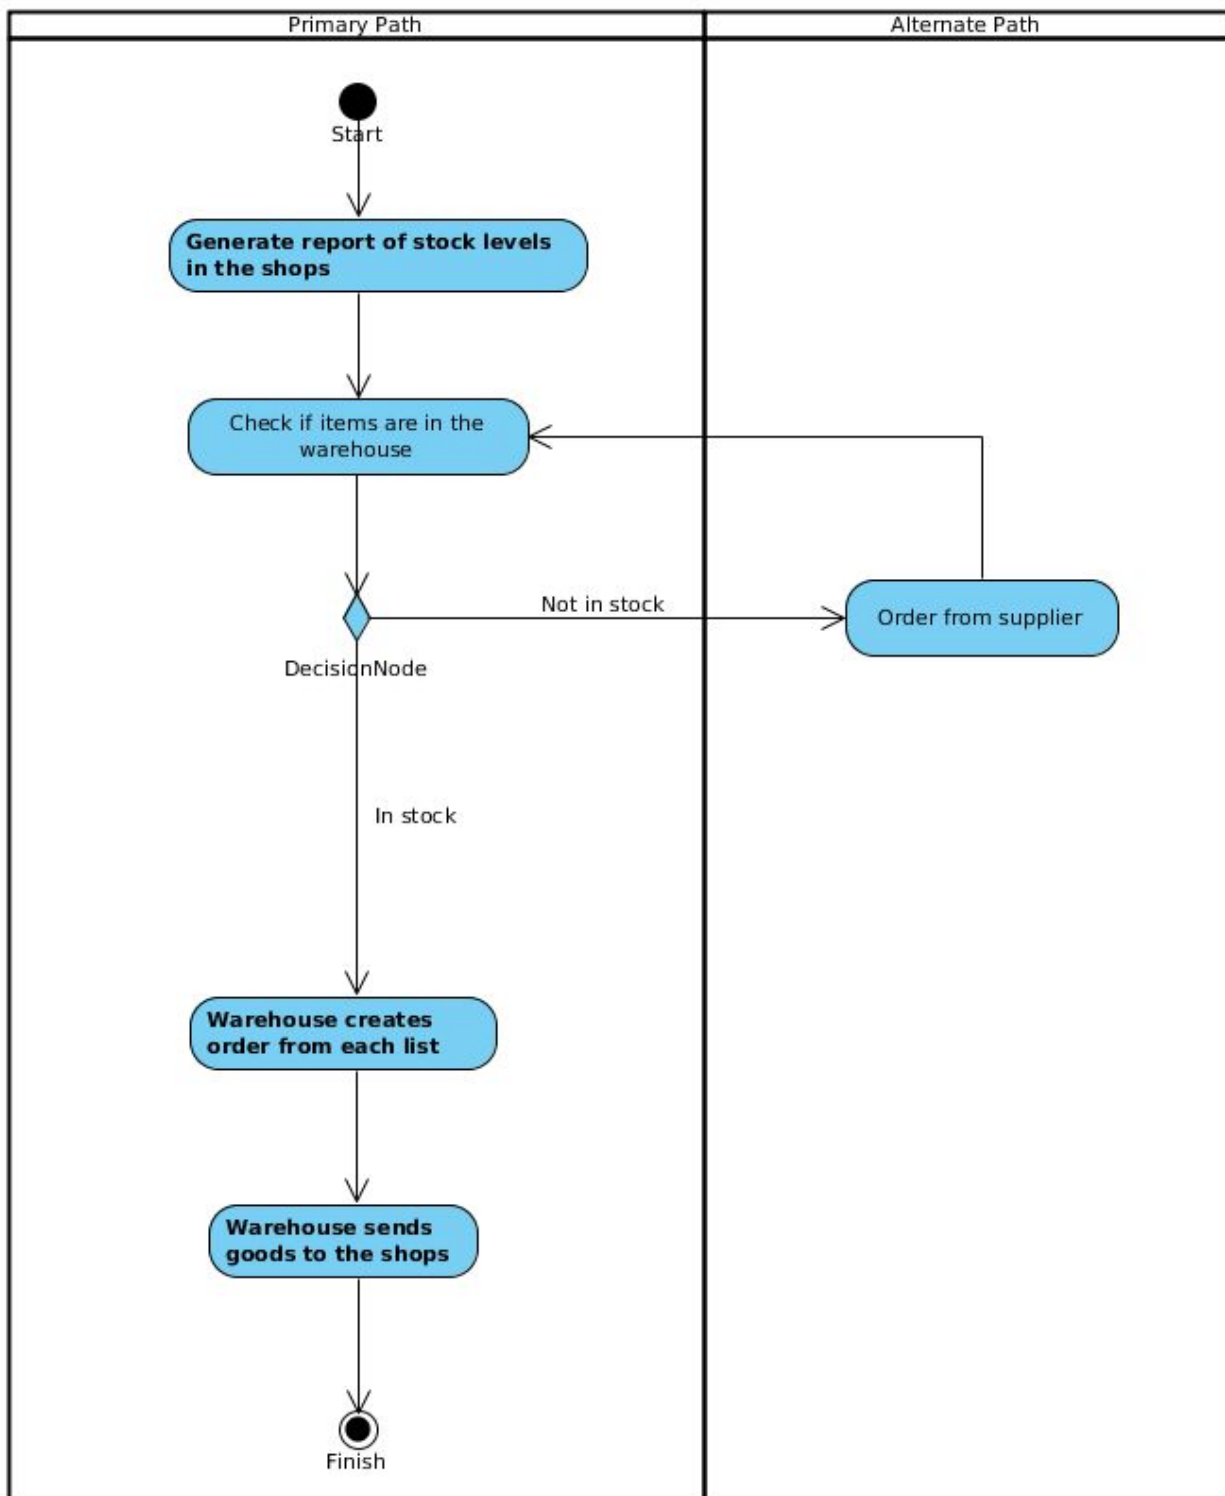 Primary Path
Alternate Path
Start
Generate report of stock levels
in the shops
Check if items are in the
warehouse
Not in stock
Order from supplier
DecisionNode
In stock
Warehouse creates
order from each list
Warehouse sends
goods to the shops
Finish